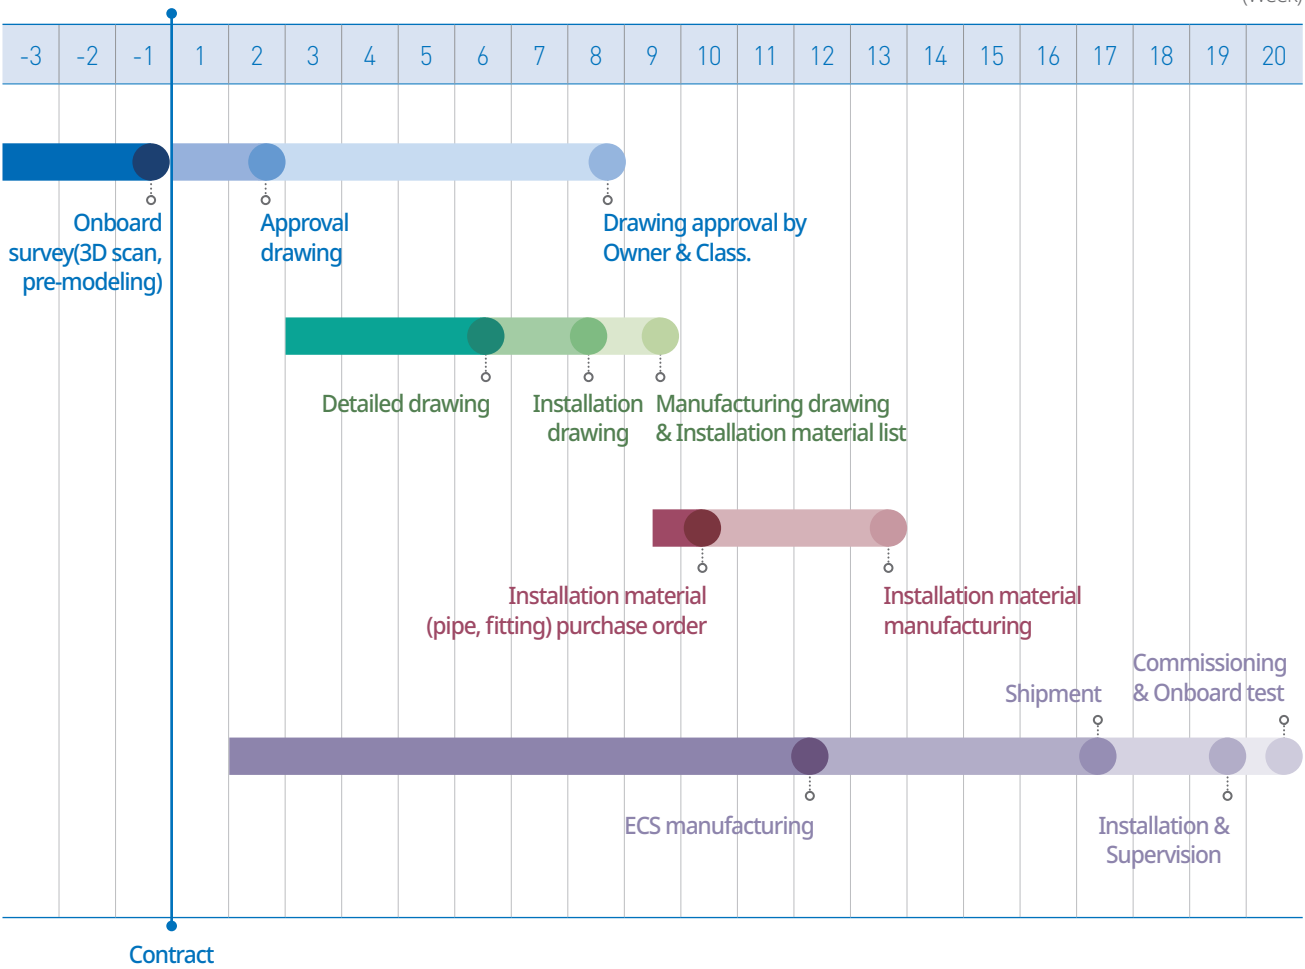 (Week)
-3 -2 -1 1 2 3 4 5 6 7 8 9 10 11 12 13 14 15 16 17 18 19 20
Onboard
survey(3D scan,
pre-modeling)
Approval
drawing
Drawing approval by
Owner & Class.
Detailed drawing
Installation
drawing
Manufacturing drawing
& Installation material list
Installation material
(pipe, fitting) purchase order
Installation material
manufacturing
Shipment
Commissioning
& Onboard test
ECS manufacturing
Installation &
Supervision
Contract